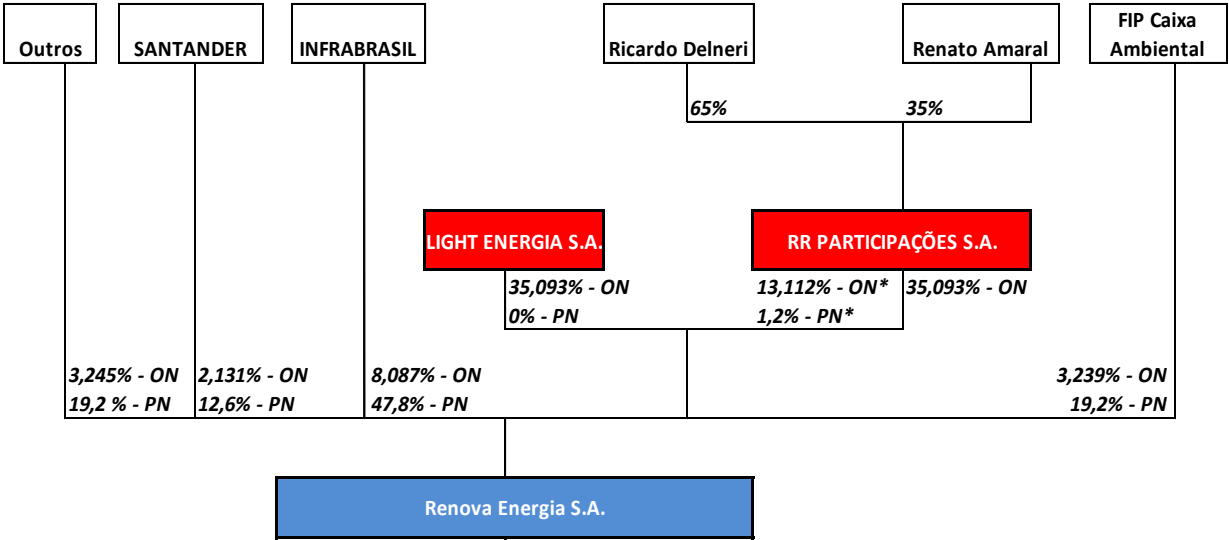 Outros
SANTANDER
INFRABRASIL
Ricardo Delneri
Renato Amaral
FIP Caixa
Ambiental
65%
35%
LIGHT ENERGIA S.A.
RR PARTICIPAÇÕES S.A.
35,093% - ON
0% - PN
13,112% - ON*
1,2% - PN*
35,093% - ON
3,245% - ON
19,2 % - PN
2,131% - ON
12,6% - PN
8,087% - ON
47,8% - PN
3,239% - ON
19,2% - PN
Renova Energia S.A.